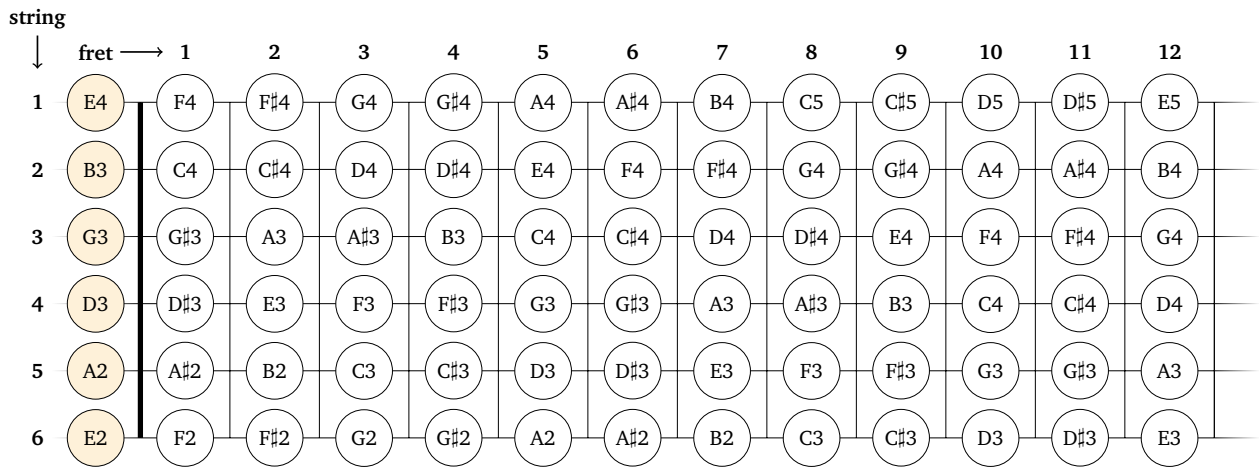 string
fret 1 2 3 4 5 6 7 8 9 10 11 12
1 E4 F4 F♯4 G4 G♯4 A4 A♯4 B4 C5 C♯5 D5 D♯5 E5
2 B3 C4 C♯4 D4 D♯4 E4 F4 F♯4 G4 G♯4 A4 A♯4 B4
3 G3 G♯3 A3 A♯3 B3 C4 C♯4 D4 D♯4 E4 F4 F♯4 G4
4 D3 D♯3 E3 F3 F♯3 G3 G♯3 A3 A♯3 B3 C4 C♯4 D4
5 A2 A♯2 B2 C3 C♯3 D3 D♯3 E3 F3 F♯3 G3 G♯3 A3
6 E2 F2 F♯2 G2 G♯2 A2 A♯2 B2 C3 C♯3 D3 D♯3 E3